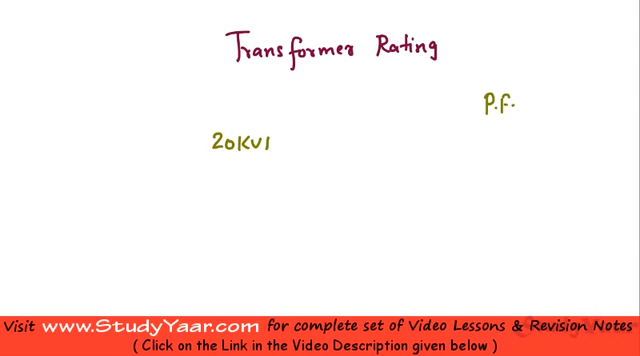 Transformer Rating
P.F.
20KVI
Visit www.StudyYaar.com for complete set of Video Lessons & Revision Notes
( Click on the Link in the Video Description given below )